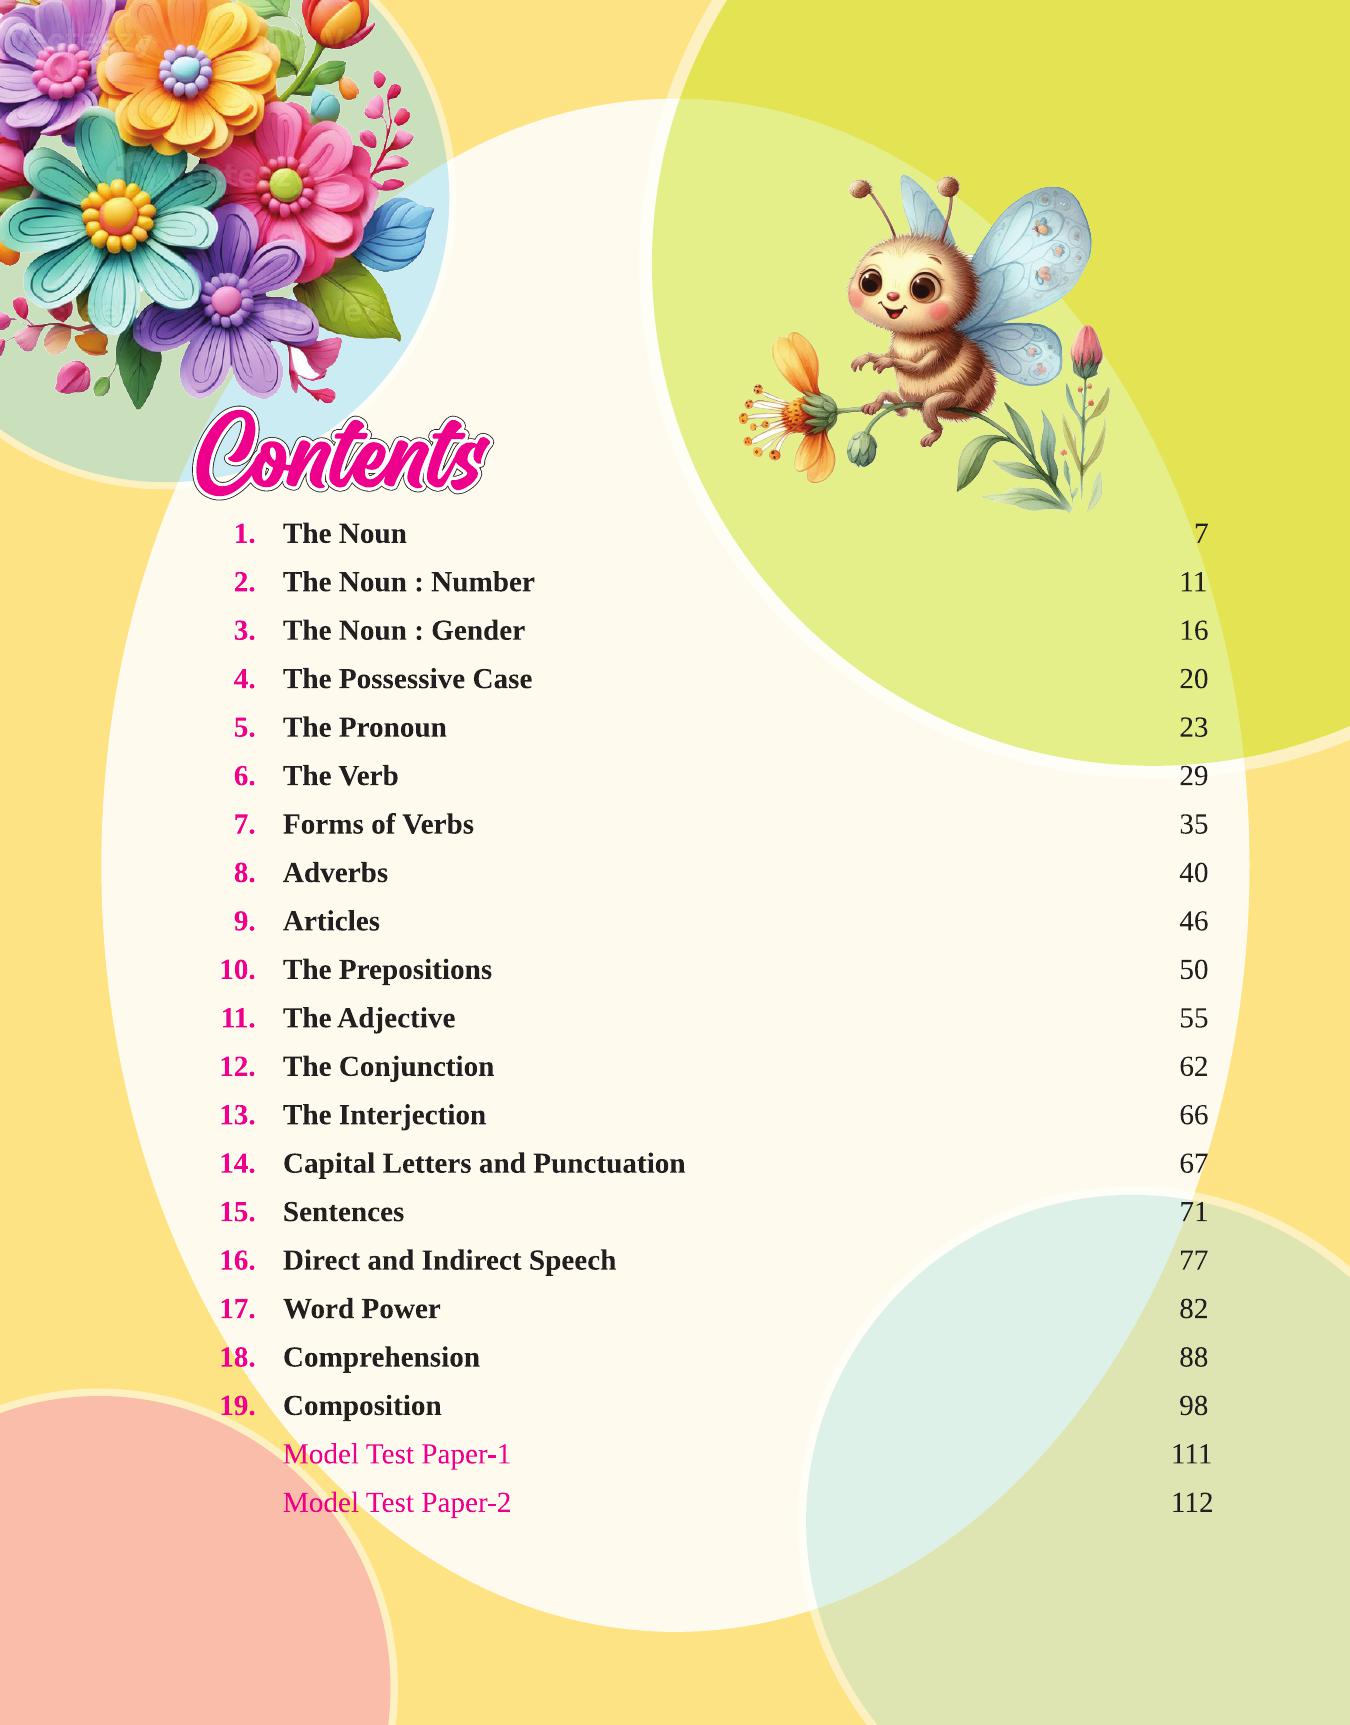 Contents
1. The Noun 7
2. The Noun : Number 11
3. The Noun : Gender 16
4. The Possessive Case 20
5. The Pronoun 23
6. The Verb 29
7. Forms of Verbs 35
8. Adverbs 40
9. Articles 46
10. The Prepositions 50
11. The Adjective 55
12. The Conjunction 62
13. The Interjection 66
14. Capital Letters and Punctuation 67
15. Sentences 71
16. Direct and Indirect Speech 77
17. Word Power 82
18. Comprehension 88
19. Composition 98
Model Test Paper-1 111
Model Test Paper-2 112